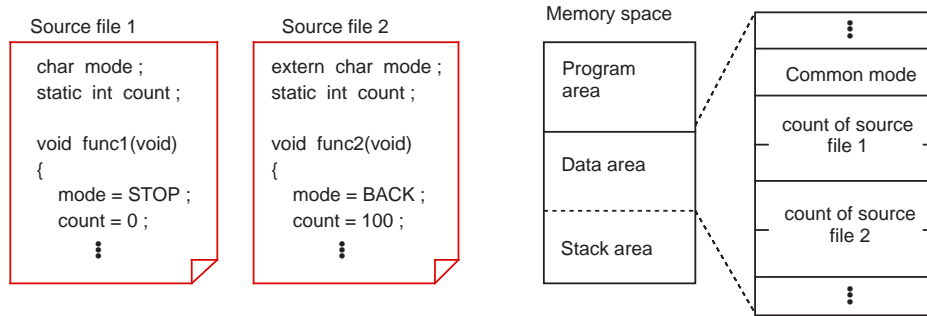 Source file 1
char mode ;
static int count ;
void func1(void)
{
mode = STOP ;
count = 0 ;
Source file 2
extern char mode ;
static int count ;
void func2(void)
{
mode = BACK ;
count = 100 ;
Memory space
Program
area
Data area
Stack area
Common mode
count of source
file 1
count of source
file 2